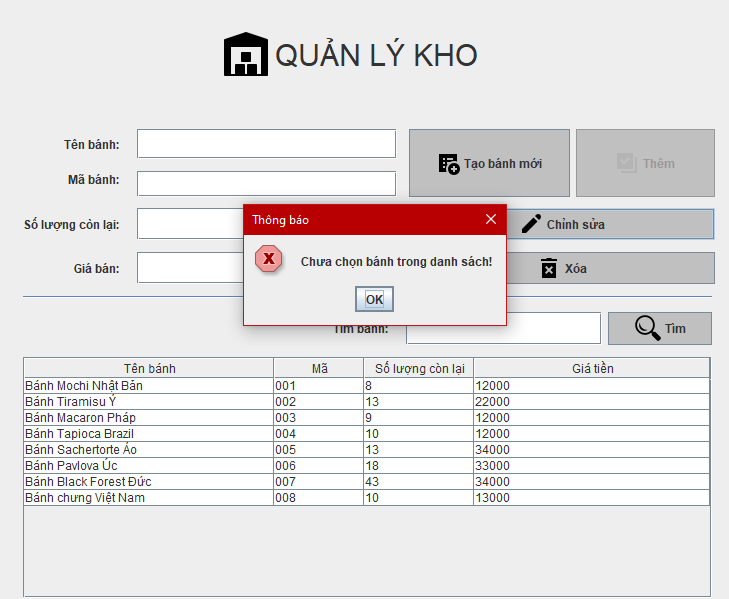 QUẢN LÝ KHO
Tên bánh:
Tạo bánh mới
Thêm
Mã bánh:
Số lượng còn lại:
Thông báo
Chỉnh sửa
X
Chưa chọn bánh trong danh sách!
Giá bán:
Xóa
OK
Tìm bánh:
Tìm
Tên bánh Mã Số lượng còn lại Giá tiền
Bánh Mochi Nhật Bản 001 8 12000
Bánh Tiramisu Ý 002 13 22000
Bánh Macaron Pháp 003 9 12000
Bánh Tapioca Brazil 004 10 12000
Bánh Sachertorte Áo 005 13 34000
Bánh Pavlova Úc 006 18 33000
Bánh Black Forest Đức 007 43 34000
Bánh chưng Việt Nam 008 10 13000